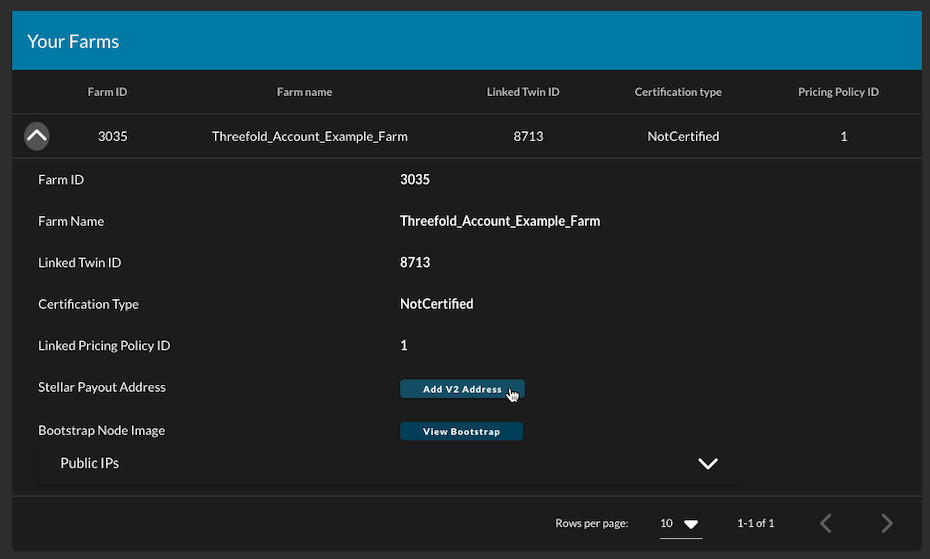 Your Farms
Farm ID Farm name Linked Twin ID Certification type Pricing Policy ID
3035 Threefold_Account_Example_Farm 8713 NotCertified 1
Farm ID 3035
Farm Name Threefold_Account_Example_Farm
Linked Twin ID 8713
Certification Type NotCertified
Linked Pricing Policy ID 1
Stellar Payout Address Add V2 Address
Bootstrap Node Image View Bootstrap
Public IPs
Rows per page: 10 1-1 of 1